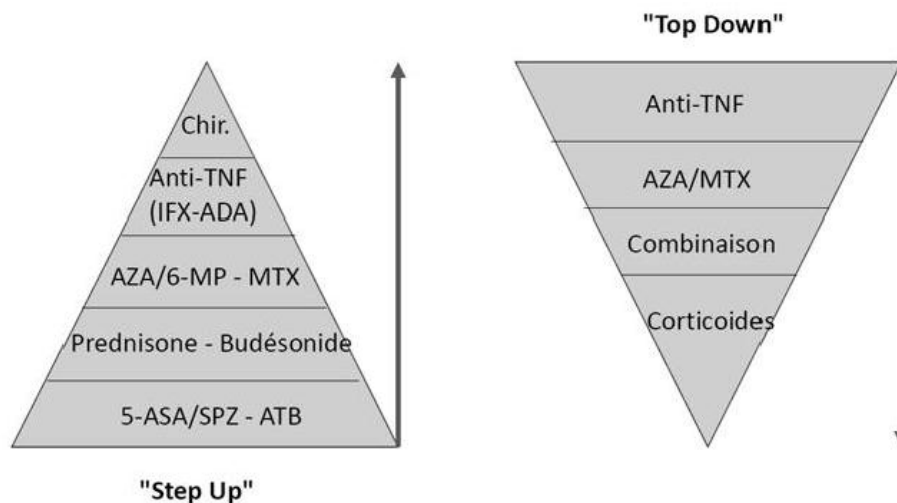 Chir.
Anti-TNF
(IFX-ADA)
AZA/6-MP - MTX
Prednisone - Budésonide
5-ASA/SPZ - ATB
"Step Up"
"Top Down"
Anti-TNF
AZA/MTX
Combinaison
Corticoides